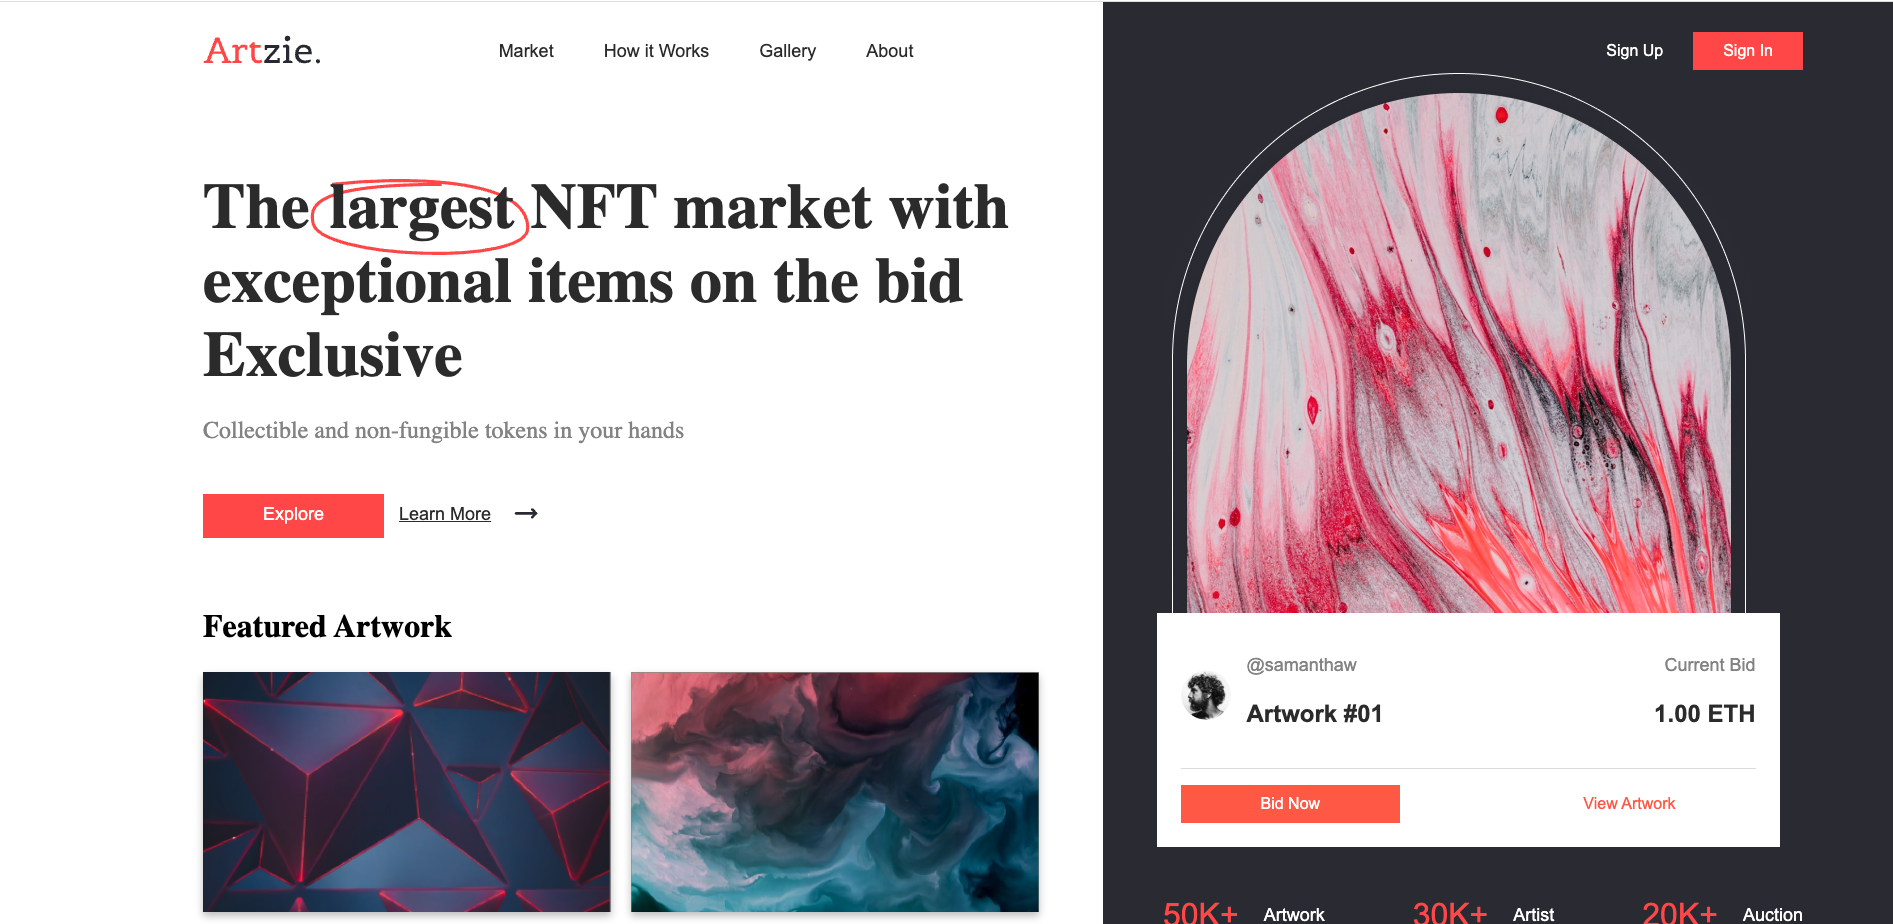 Artzie.
Market How it Works Gallery About
Sign Up Sign In
The largest NFT market with
exceptional items on the bid
Exclusive
Collectible and non-fungible tokens in your hands
Explore Learn More
Featured Artwork
@samanthaw Current Bid
Artwork #01 1.00 ETH
Bid Now View Artwork
50K+ Artwork 30K+ Artist 20K+ Auction